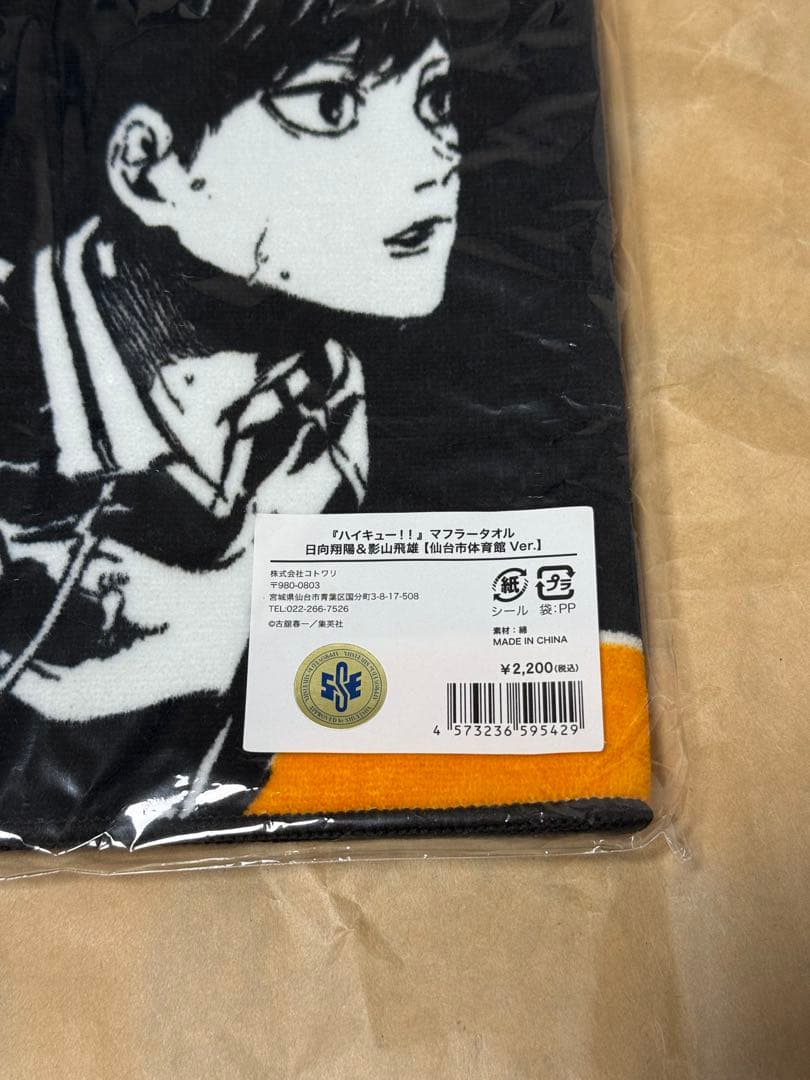 『ハイキュー!!』マフラータオル
日向翔陽&影山飛雄【仙台市体育館 Ver.】
株式会社コトワリ
〒980-0803
宮城県仙台市青葉区国分町3-8-17-508
TEL:022-266-7526
©古舘春一/集英社
紙
プラ
シール 袋:PP
素材:綿
MADE IN CHINA
¥2,200(税込)
4 573236 595429